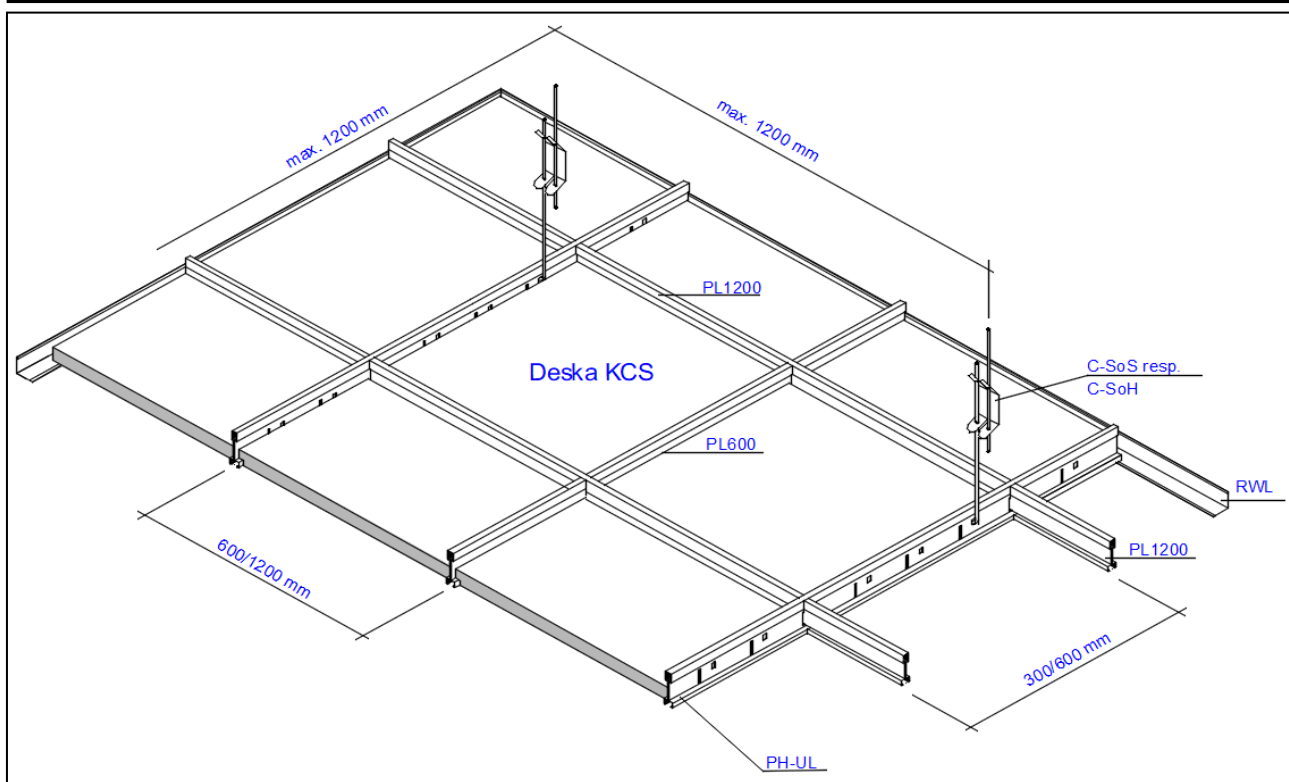 max. 1200 mm
max. 1200 mm
PL1200
Deska KCS
C-SoS resp.
C-SoH
PL600
RWL
PL1200
600/1200 mm
300/600 mm
PH-UL